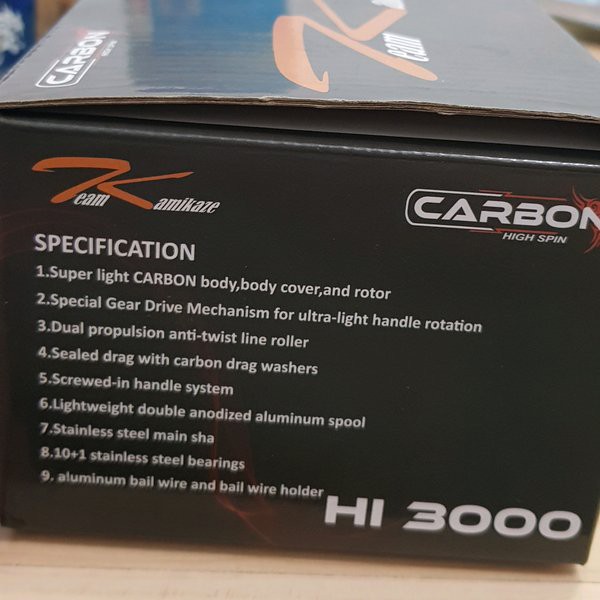 CARBON
HIGH SPIN
Team K
Team Kamikaze
CARBON
HIGH SPIN
SPECIFICATION
1.Super light CARBON body,body cover,and rotor
2.Special Gear Drive Mechanism for ultra-light handle rotation
3.Dual propulsion anti-twist line roller
4.Sealed drag with carbon drag washers
5.Screwed-in handle system
6.Lightweight double anodized aluminum spool
7.Stainless steel main sha
8.10+1 stainless steel bearings
9. aluminum bail wire and bail wire holder
HI 3000